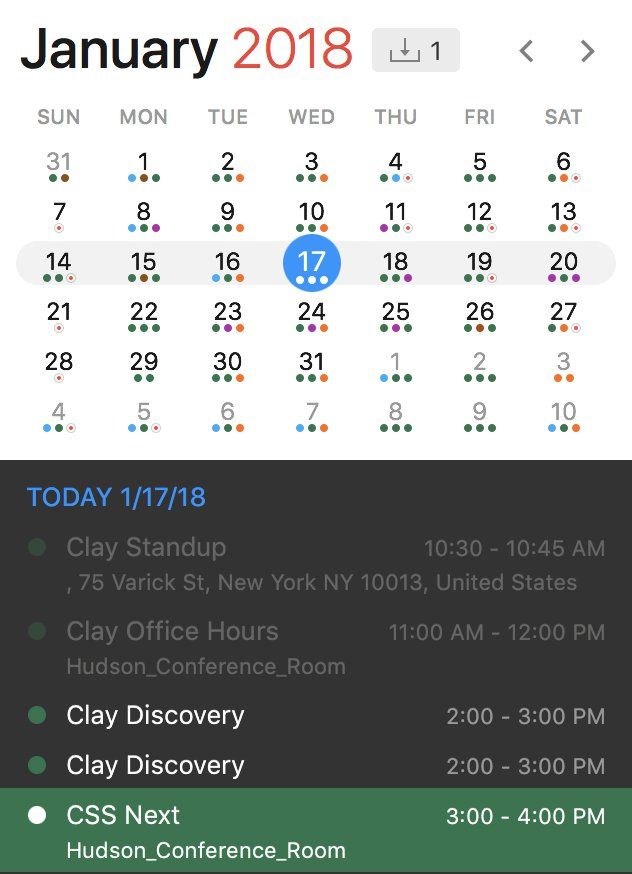 January 2018 1
SUN MON TUE WED THU FRI SAT
31 1 2 3 4 5 6
7 8 9 10 11 12 13
14 15 16 17 18 19 20
21 22 23 24 25 26 27
28 29 30 31 1 2 3
4 5 6 7 8 9 10
TODAY 1/17/18
Clay Standup 10:30 - 10:45 AM
, 75 Varick St, New York NY 10013, United States
Clay Office Hours 11:00 AM - 12:00 PM
Hudson_Conference_Room
Clay Discovery 2:00 - 3:00 PM
Clay Discovery 2:00 - 3:00 PM
CSS Next 3:00 - 4:00 PM
Hudson_Conference_Room